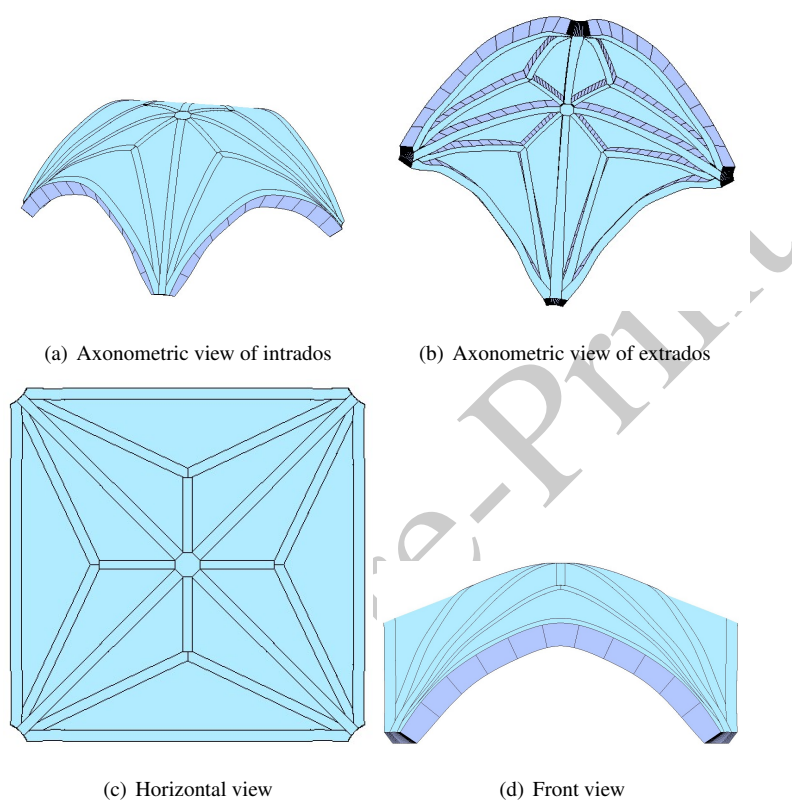 (a) Axonometric view of intrados
(b) Axonometric view of extrados
(c) Horizontal view
(d) Front view